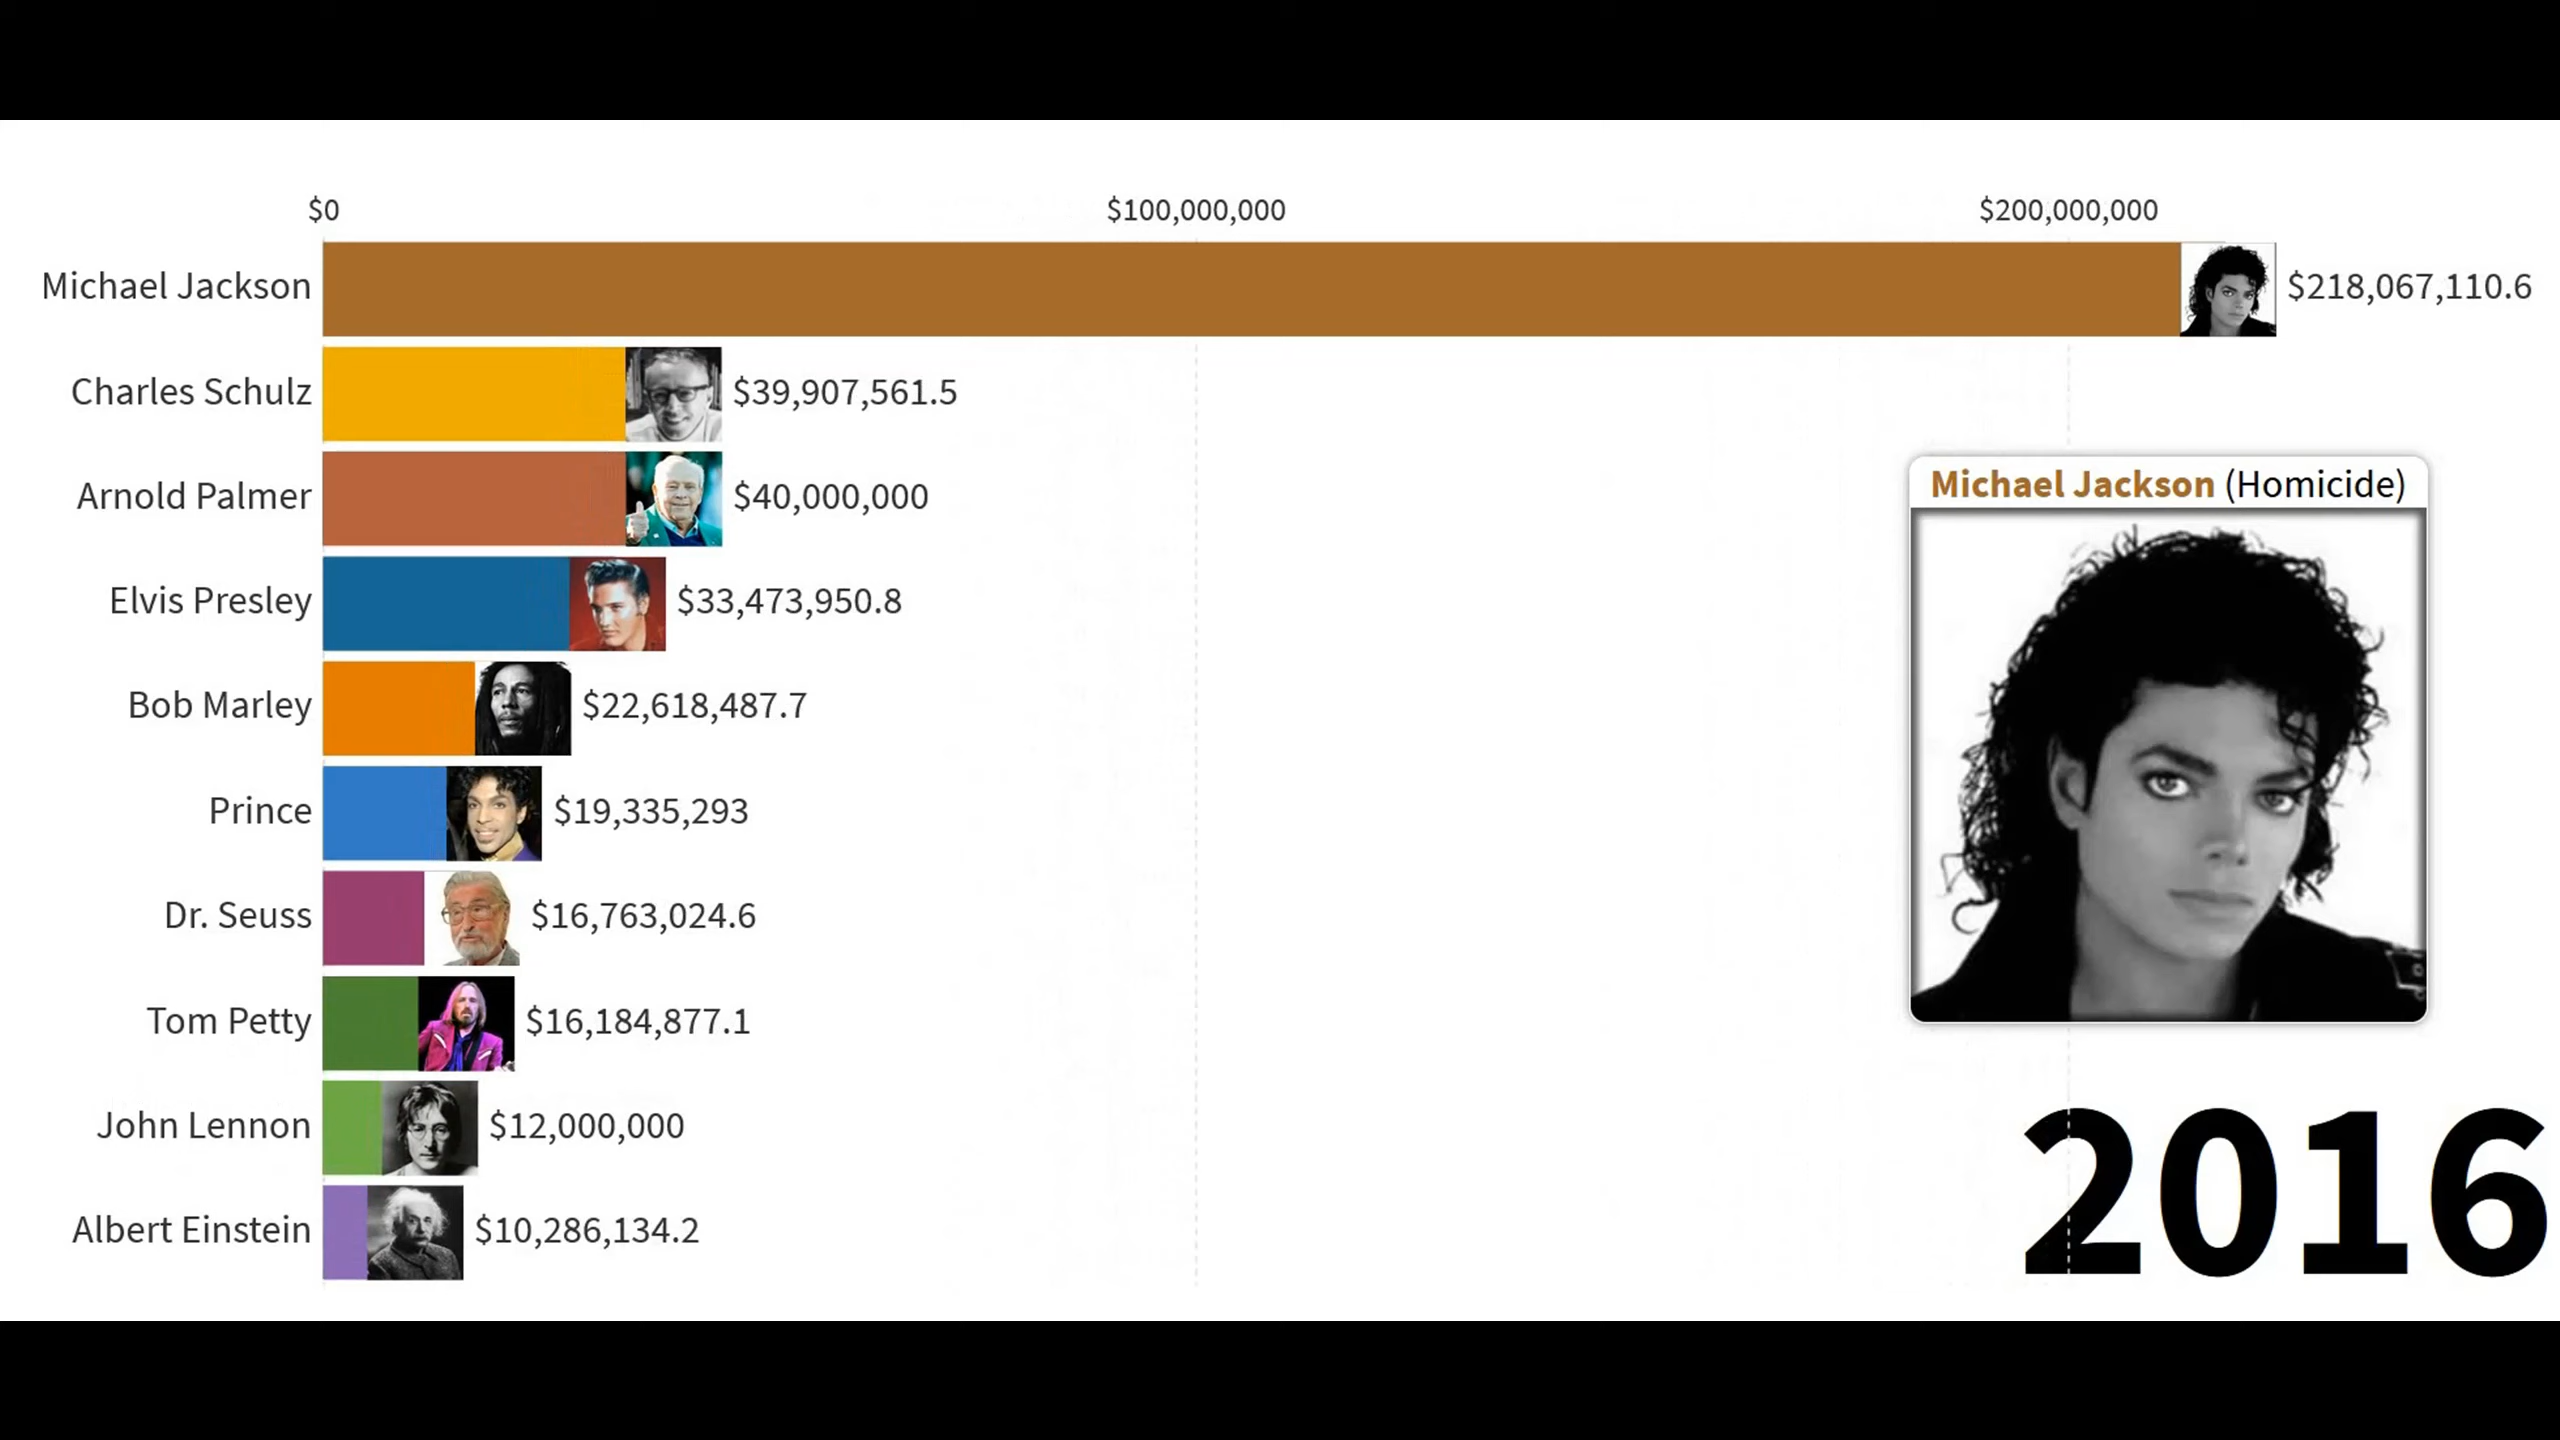 $0 $100,000,000 $200,000,000
Michael Jackson $218,067,110.6
Charles Schulz $39,907,561.5
Arnold Palmer $40,000,000
Michael Jackson (Homicide)
Elvis Presley $33,473,950.8
Bob Marley $22,618,487.7
Prince $19,335,293
Dr. Seuss $16,763,024.6
Tom Petty $16,184,877.1
John Lennon $12,000,000
Albert Einstein $10,286,134.2
2016